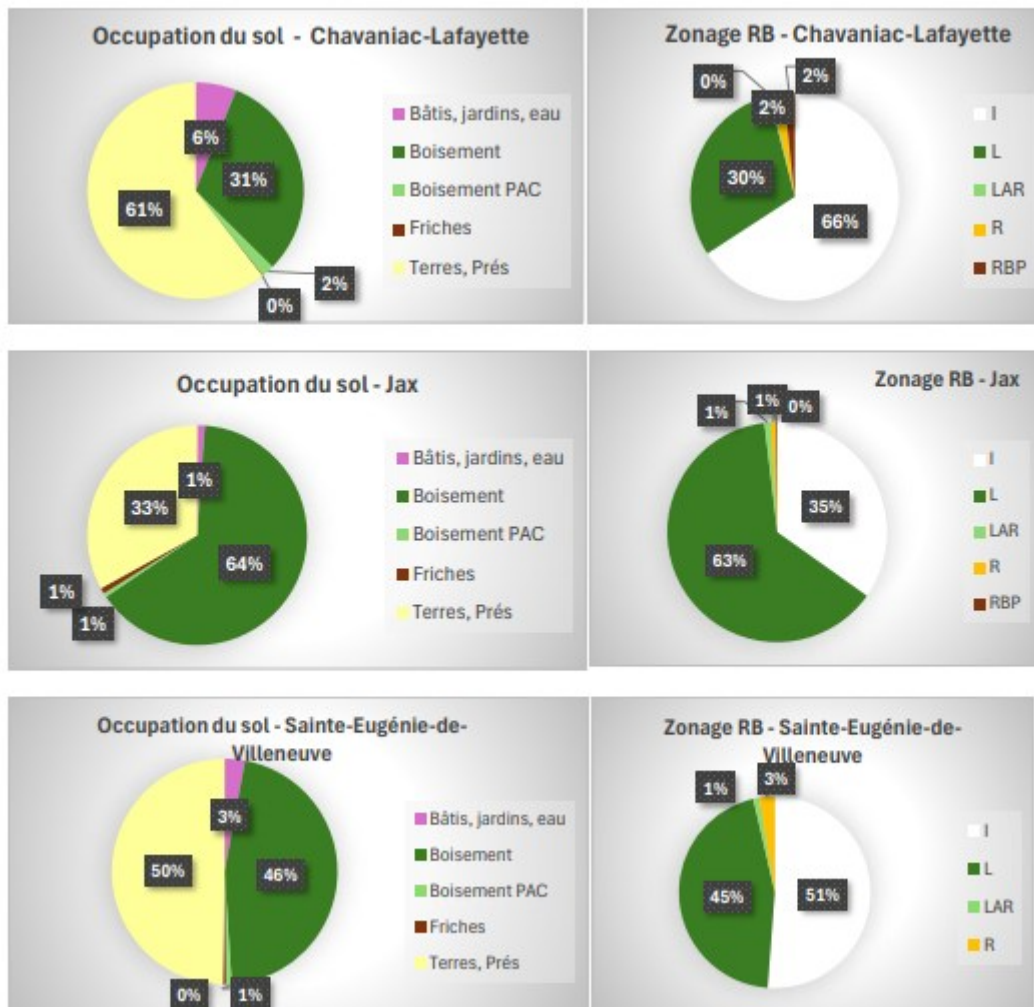 Occupation du sol - Chavaniac-Lafayette
6%
31%
61%
2%
0%
Bâtis, jardins, eau
Boisement
Boisement PAC
Friches
Terres, Prés
Zonage RB - Chavaniac-Lafayette
0%
2%
2%
30%
66%
I
L
LAR
R
RBP
Occupation du sol - Jax
1%
33%
64%
1%
1%
Bâtis, jardins, eau
Boisement
Boisement PAC
Friches
Terres, Prés
Zonage RB - Jax
1%
1%
0%
35%
63%
I
L
LAR
R
RBP
Occupation du sol - Sainte-Eugénie-de-
Villeneuve
3%
50%
46%
0%
1%
Bâtis, jardins, eau
Boisement
Boisement PAC
Friches
Terres, Prés
Zonage RB - Sainte-Eugénie-de-
Villeneuve
1%
3%
45%
51%
I
L
LAR
R